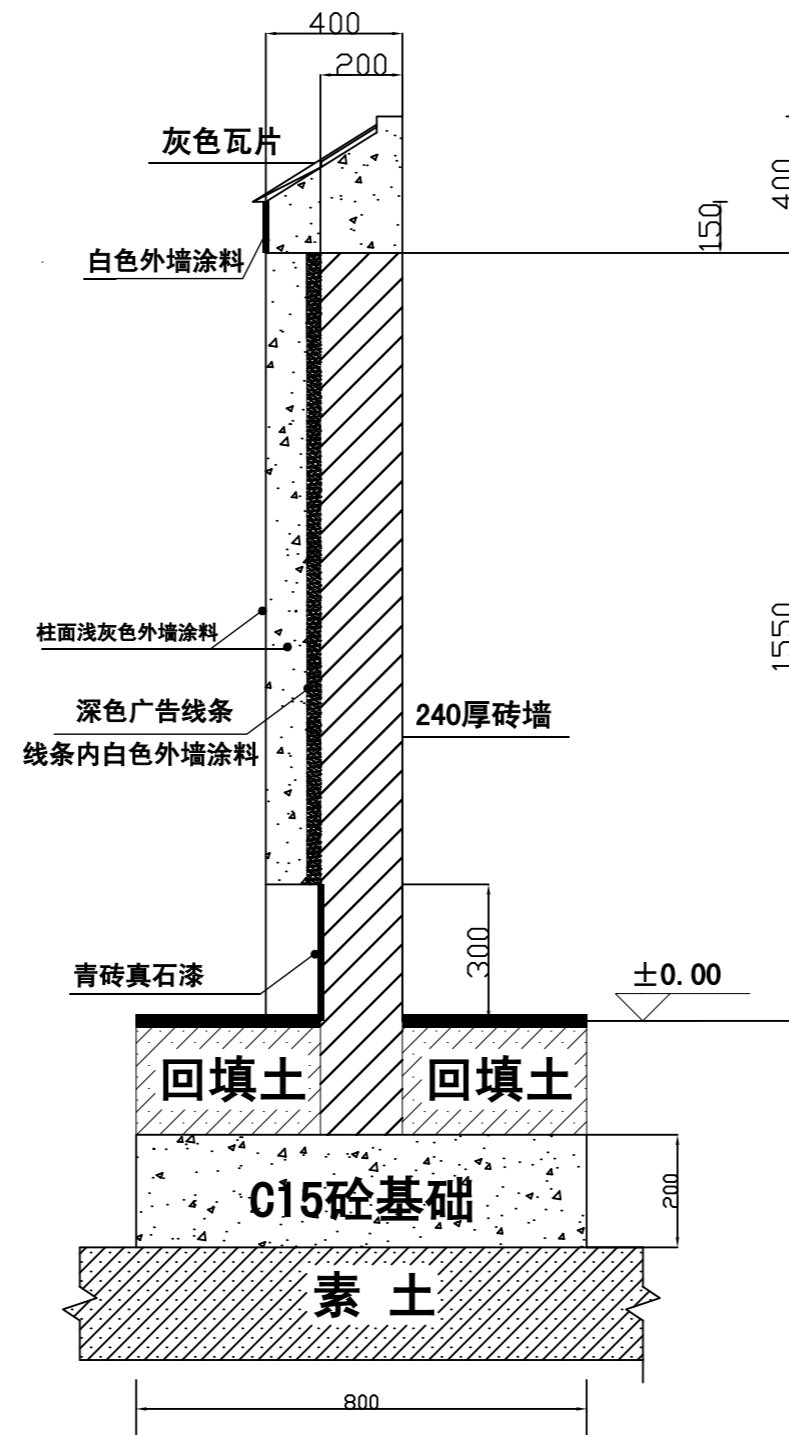 400
200
灰色瓦片
400
150
白色外墙涂料
1550
柱面浅灰色外墙涂料
深色广告线条
240厚砖墙
线条内白色外墙涂料
300
青砖真石漆
±0.00
回填土
回填土
200
C15砼基础
素 土
800